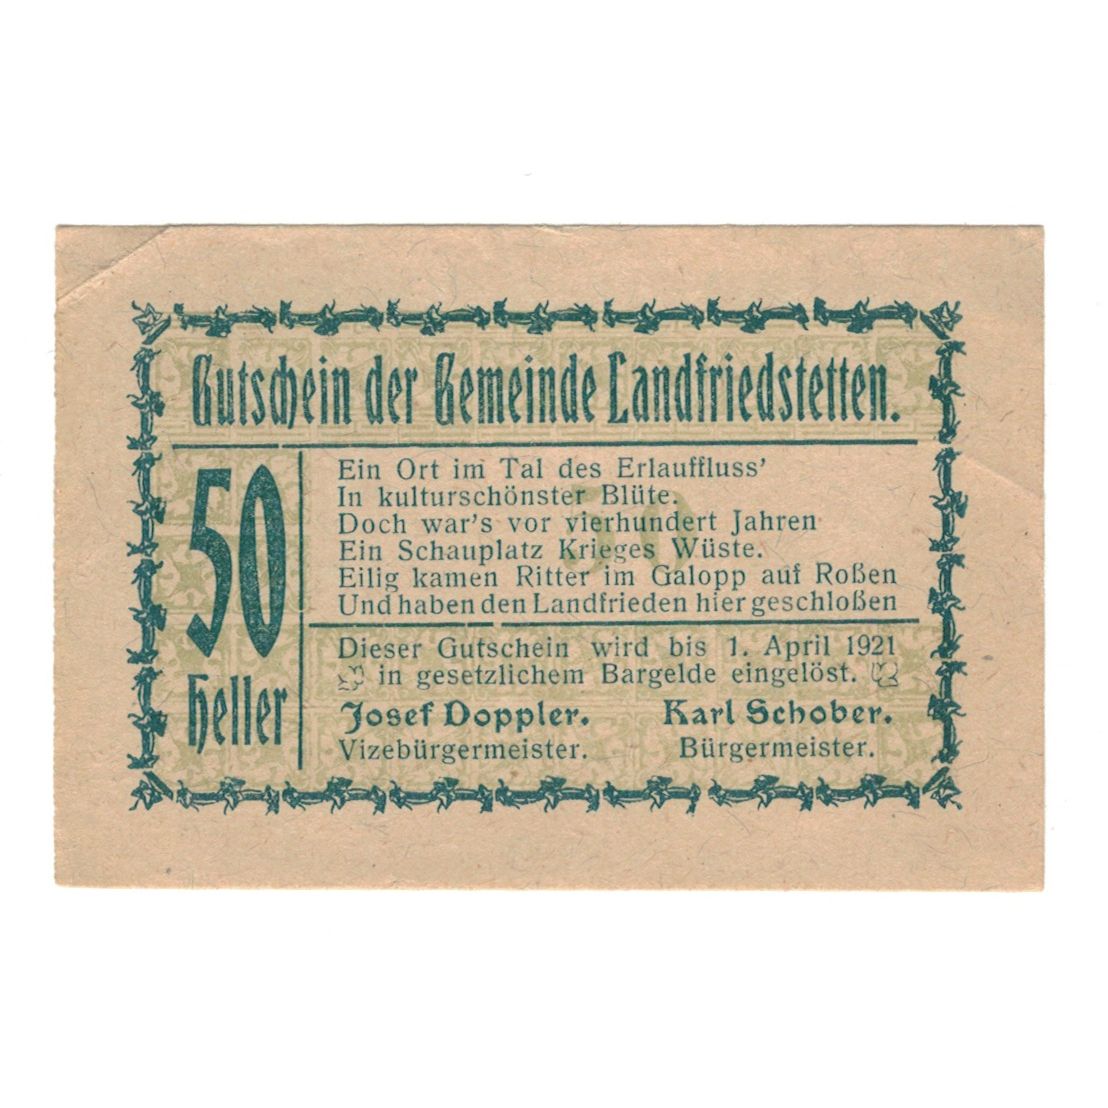 Gutschein der Gemeinde Landfriedstetten.
50
Heller
Ein Ort im Tal des Erlauffluss'
In kulturschönster Blüte.
Doch war's vor vierhundert Jahren
Ein Schauplatz Krieges Wüste.
Eilig kamen Ritter im Galopp auf Roßen
Und haben den Landfrieden hier geschloßen
50
Dieser Gutschein wird bis 1. April 1921
in gesetzlichem Bargelde eingelöst.
Josef Doppler. Karl Schober.
Vizebürgermeister. Bürgermeister.